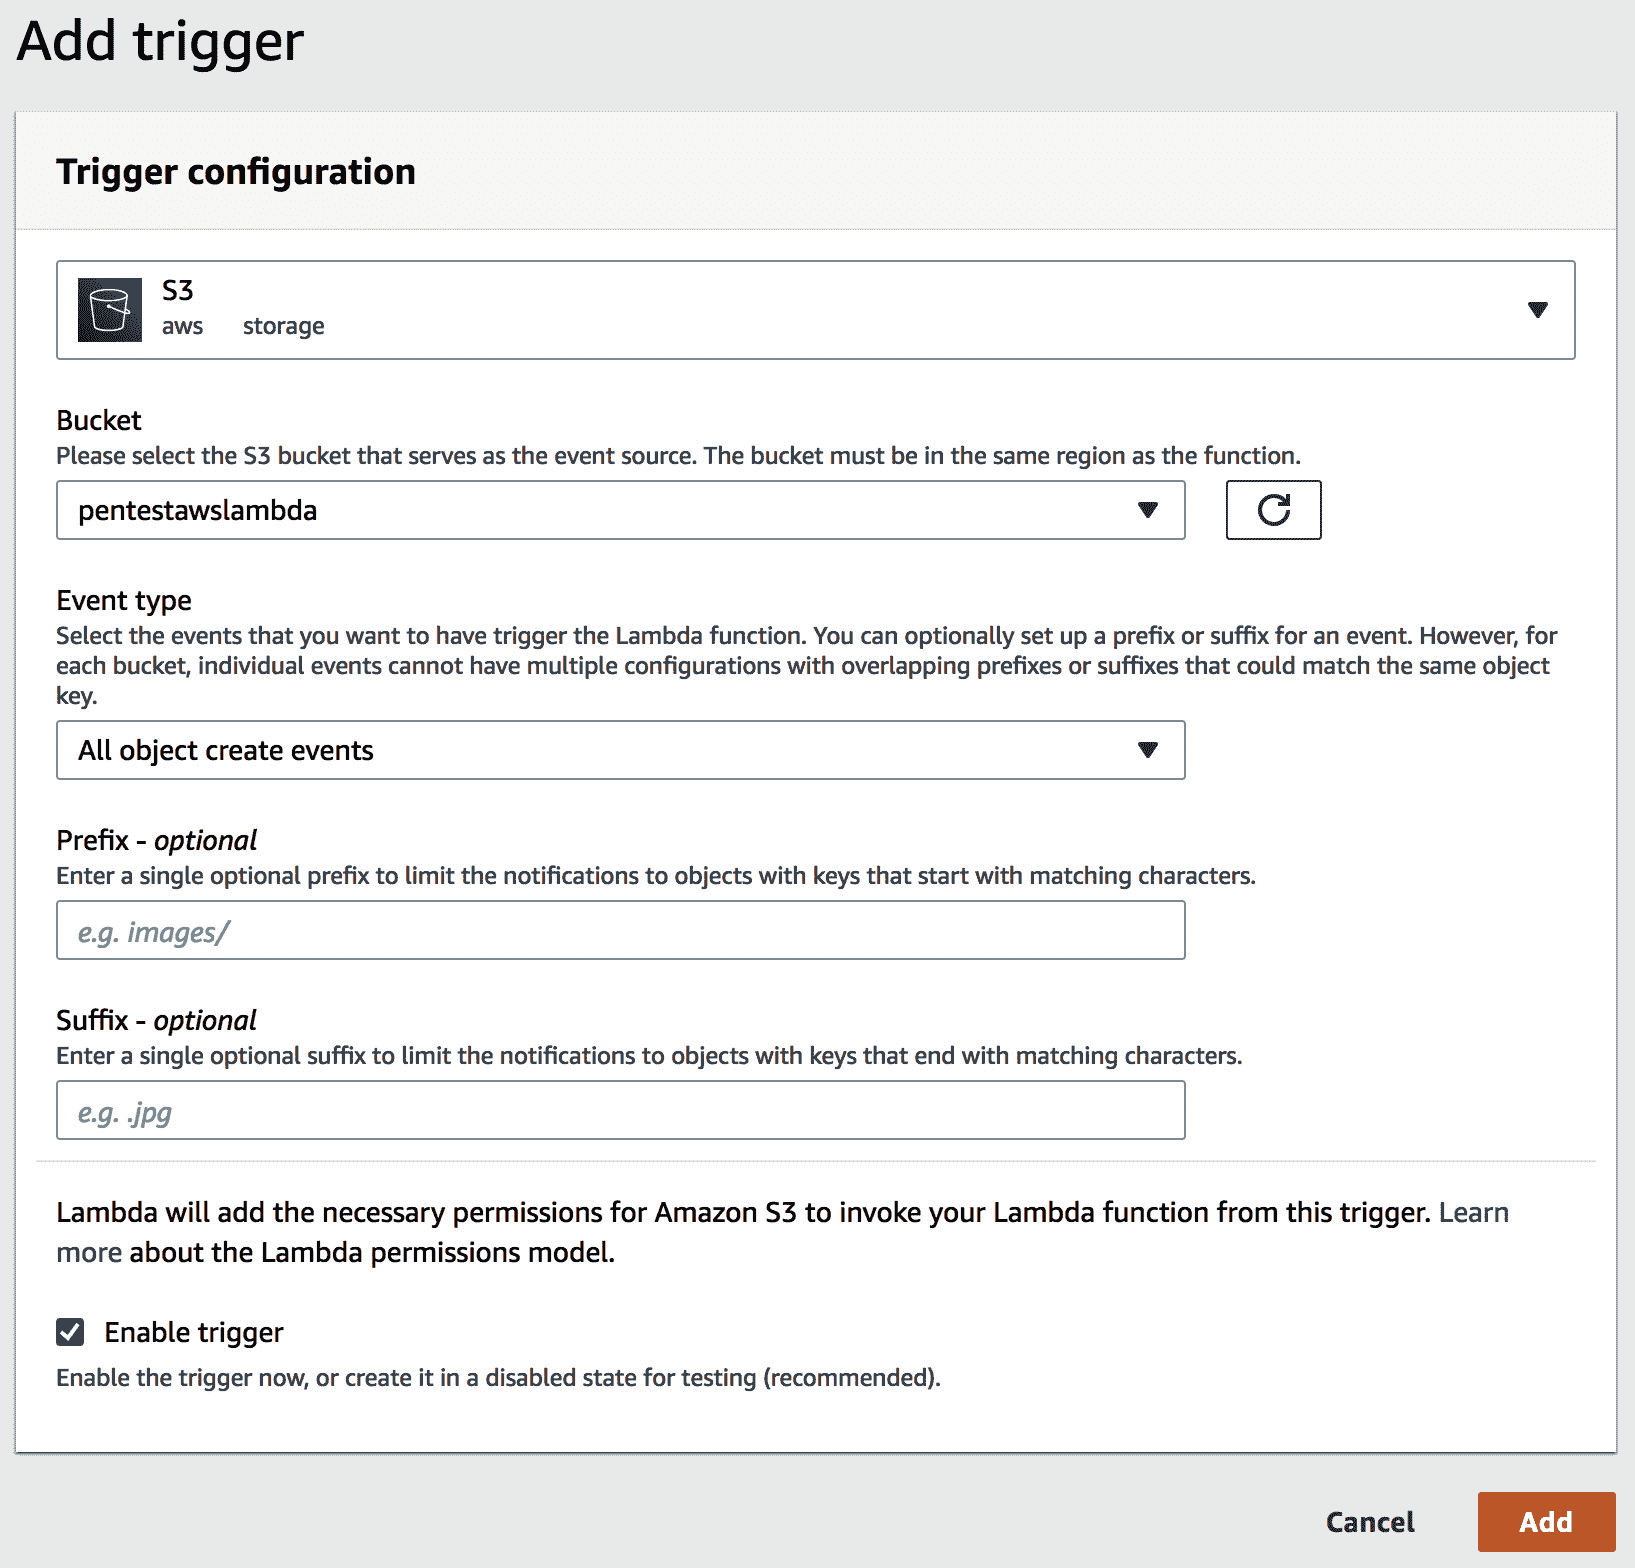 Add trigger
Trigger configuration
S3
aws storage
Bucket
Please select the S3 bucket that serves as the event source. The bucket must be in the same region as the function.
pentestawslambda
Event type
Select the events that you want to have trigger the Lambda function. You can optionally set up a prefix or suffix for an event. However, for
each bucket, individual events cannot have multiple configurations with overlapping prefixes or suffixes that could match the same object
key.
All object create events
Prefix - optional
Enter a single optional prefix to limit the notifications to objects with keys that start with matching characters.
e.g. images/
Suffix - optional
Enter a single optional suffix to limit the notifications to objects with keys that end with matching characters.
e.g. .jpg
Lambda will add the necessary permissions for Amazon S3 to invoke your Lambda function from this trigger. Learn
more about the Lambda permissions model.
Enable trigger
Enable the trigger now, or create it in a disabled state for testing (recommended).
Cancel Add